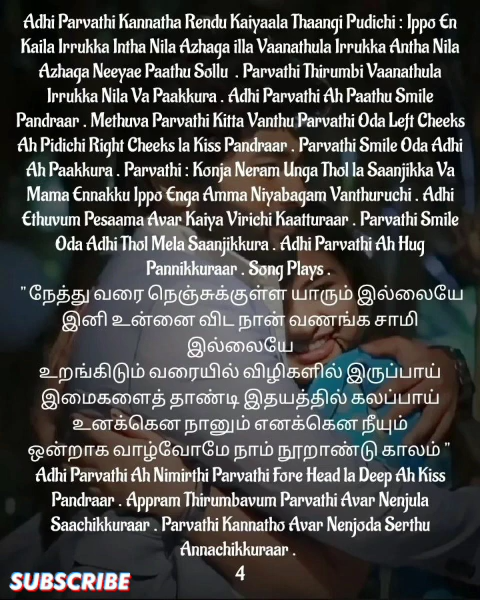 Adhi Parvathi Kannatha Rendu Kaiyaala Thaangi Pudichi : Ippo En
Kaila Irrukka Intha Nila Azhaga illa Vaanathula Irrukka Antha Nila
Azhaga Neeyae Paathu Sollu . Parvathi Thirumbi Vaanathula
Irrukka Nila Va Paakkura . Adhi Parvathi Ah Paathu Smile
Pandraar . Methuva Parvathi Kitta Vanthu Parvathi Oda Left Cheeks
Ah Pidichi Right Cheeks la Kiss Pandraar . Parvathi Smile Oda Adhi
Ah Paakkura . Parvathi : Konja Neram Unga Thol la Saanjikka Va
Mama Ennakku Ippo Enga Amma Niyabagam Vanthuruchi . Adhi
Ethuvum Pesaama Avar Kaiya Virichi Kaatturaar . Parvathi Smile
Oda Adhi Thol Mela Saanjikkura . Adhi Parvathi Ah Hug
Pannikkuraar . Song Plays .
" நேத்து வரை நெஞ்சுக்குள்ள யாரும் இல்லையே
இனி உன்னை விட நான் வணங்க சாமி
இல்லையே
உறங்கிடும் வரையில் விழிகளில் இருப்பாய்
இமைகளைத் தாண்டி இதயத்தில் கலப்பாய்
உனக்கென நானும் எனக்கென நீயும்
ஒன்றாக வாழ்வோமே நாம் நூறாண்டு காலம் "
Adhi Parvathi Ah Nimirthi Parvathi Fore Head la Deep Ah Kiss
Pandraar . Appram Thirumbavum Parvathi Avar Nenjula
Saachikkuraar . Parvathi Kannatho Avar Nenjoda Serthu
Annachikkuraar .
4
SUBSCRIBE